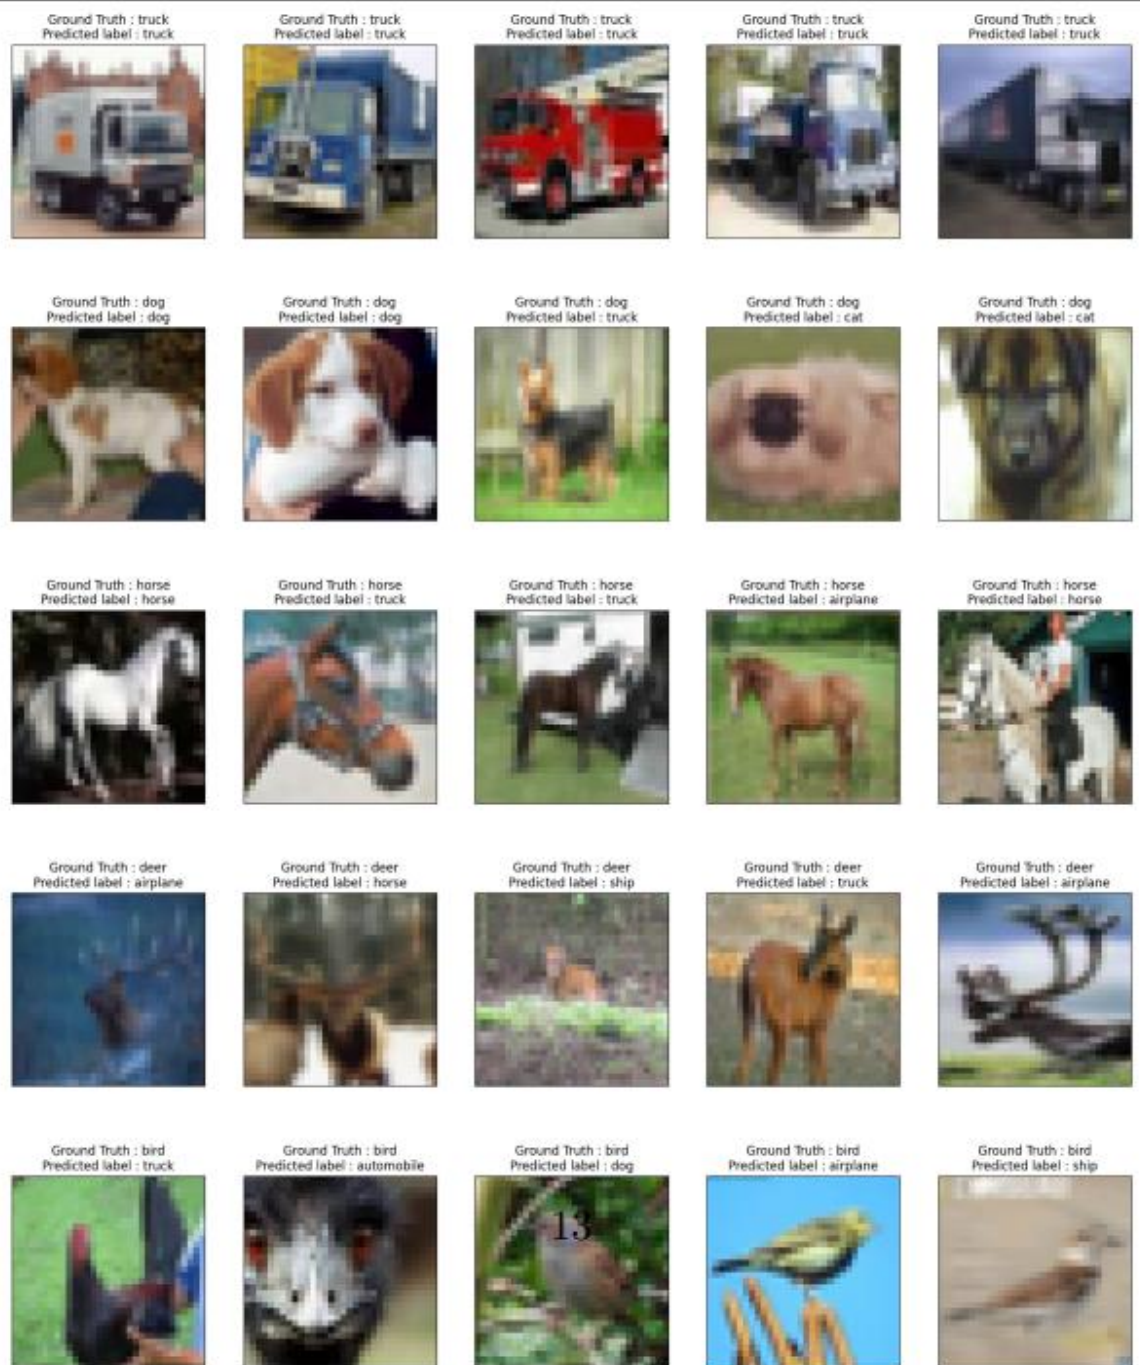 Ground Truth : truck
Predicted label : truck
Ground Truth : truck
Predicted label : truck
Ground Truth : truck
Predicted label : truck
Ground Truth : truck
Predicted label : truck
Ground Truth : truck
Predicted label : truck
Ground Truth : dog
Predicted label : dog
Ground Truth : dog
Predicted label : dog
Ground Truth : dog
Predicted label : truck
Ground Truth : dog
Predicted label : cat
Ground Truth : dog
Predicted label : cat
Ground Truth : horse
Predicted label : horse
Ground Truth : horse
Predicted label : truck
Ground Truth : horse
Predicted label : truck
Ground Truth : horse
Predicted label : airplane
Ground Truth : horse
Predicted label : horse
Ground Truth : deer
Predicted label : airplane
Ground Truth : deer
Predicted label : horse
Ground Truth : deer
Predicted label : ship
Ground Truth : deer
Predicted label : truck
Ground Truth : deer
Predicted label : airplane
Ground Truth : bird
Predicted label : truck
Ground Truth : bird
Predicted label : automobile
Ground Truth : bird
Predicted label : dog
Ground Truth : bird
Predicted label : airplane
Ground Truth : bird
Predicted label : ship
13